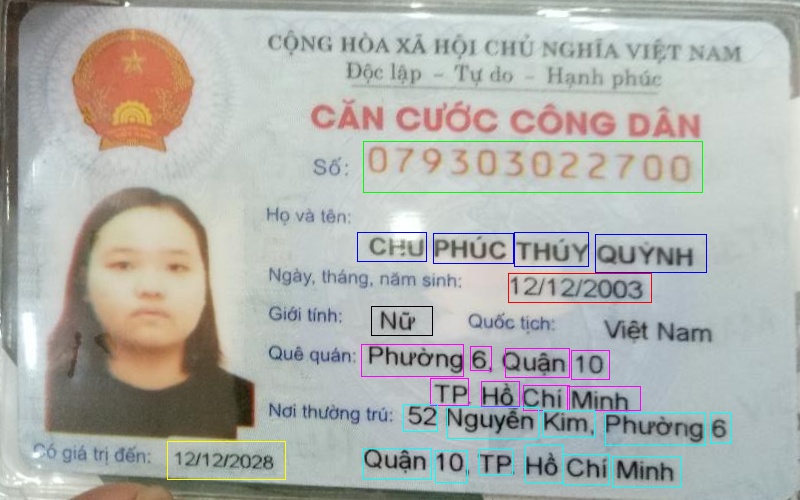 CỘNG HÒA XÃ HỘI CHỦ NGHĨA VIỆT NAM
Độc lập - Tự do - Hạnh phúc
CĂN CƯỚC CÔNG DÂN
Số: 079303022700
Họ và tên:
CHU PHÚC THÚY QUỲNH
Ngày, tháng, năm sinh: 12/12/2003
Giới tính: Nữ Quốc tịch: Việt Nam
Quê quán: Phường 6, Quận 10
TP. Hồ Chí Minh
Nơi thường trú: 52 Nguyễn Kim, Phường 6
Quận 10, TP. Hồ Chí Minh
Có giá trị đến: 12/12/2028